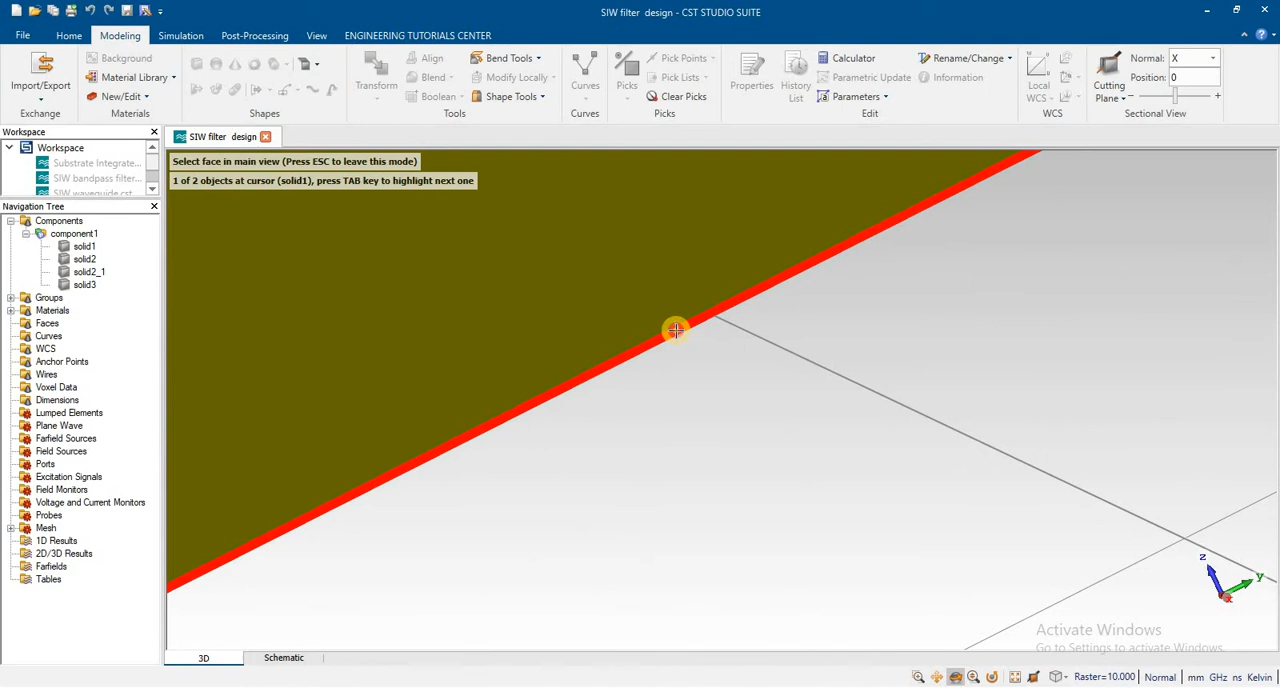 SIW filter design - CST STUDIO SUITE
File Home Modeling Simulation Post-Processing View ENGINEERING TUTORIALS CENTER
Import/Export
Exchange
Background
Material Library
New/Edit
Materials
Shapes
Transform
Align
Blend
Boolean
Bend Tools
Modify Locally
Shape Tools
Tools
Curves
Curves
Picks
Pick Points
Pick Lists
Clear Picks
Picks
Properties
History
List
Calculator
Parametric Update
Parameters
Rename/Change
Information
Edit
Local
WCS
WCS
Cutting
Plane
Normal: X
Position: 0
Sectional View
Workspace
Workspace
Substrate Integrate...
SIW bandpass filter...
SIW waveguide.cst
Navigation Tree
Components
component1
solid1
solid2
solid2_1
solid3
Groups
Materials
Faces
Curves
WCS
Anchor Points
Wires
Voxel Data
Dimensions
Lumped Elements
Plane Wave
Farfield Sources
Field Sources
Ports
Excitation Signals
Field Monitors
Voltage and Current Monitors
Probes
Mesh
1D Results
2D/3D Results
Farfields
Tables
SIW filter design
Select face in main view (Press ESC to leave this mode)
1 of 2 objects at cursor (solid1), press TAB key to highlight next one
z
y
x
Activate Windows
Go to Settings to activate Windows.
3D Schematic
Raster=10.000 Normal mm GHz ns Kelvin